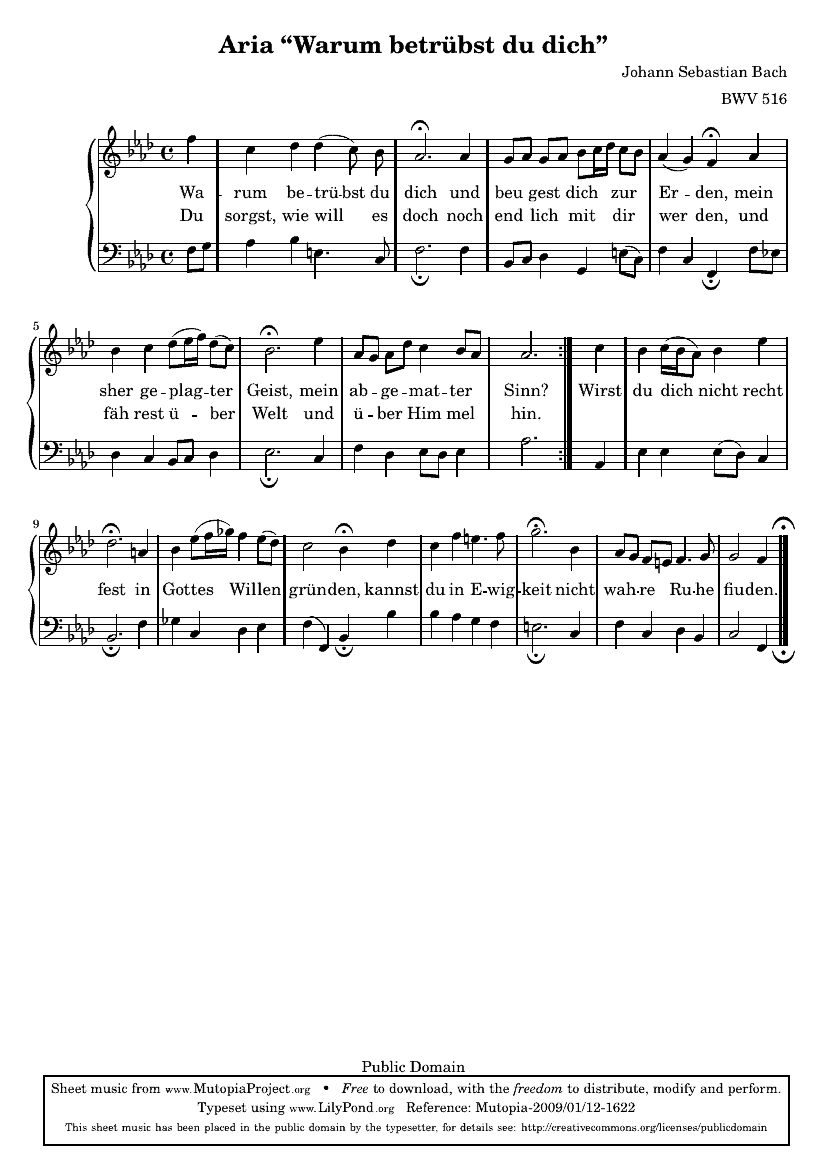 Aria “Warum betrübst du dich”
Johann Sebastian Bach
BWV 516
Wa - rum be - trü - bst du dich und beu gest dich zur Er - den, mein
Du sorgst, wie will es doch noch end lich mit dir wer den, und
5
sher ge - plag - ter Geist, mein ab - ge - mat - ter Sinn? Wirst du dich nicht recht
fäh rest ü - ber Welt und ü - ber Him mel hin.
9
fest in Gottes Willen gründen, kannst du in E - wig - keit nicht wah - re Ru - he fiuden.
Public Domain
Sheet music from www.MutopiaProject.org • Free to download, with the freedom to distribute, modify and perform.
Typeset using www.LilyPond.org Reference: Mutopia-2009/01/12-1622
This sheet music has been placed in the public domain by the typesetter, for details see: http://creativecommons.org/licenses/publicdomain